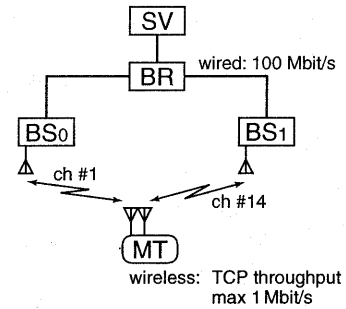 SV
wired: 100 Mbit/s
BR
BS0
BS1
ch #1
ch #14
MT
wireless: TCP throughput
max 1 Mbit/s